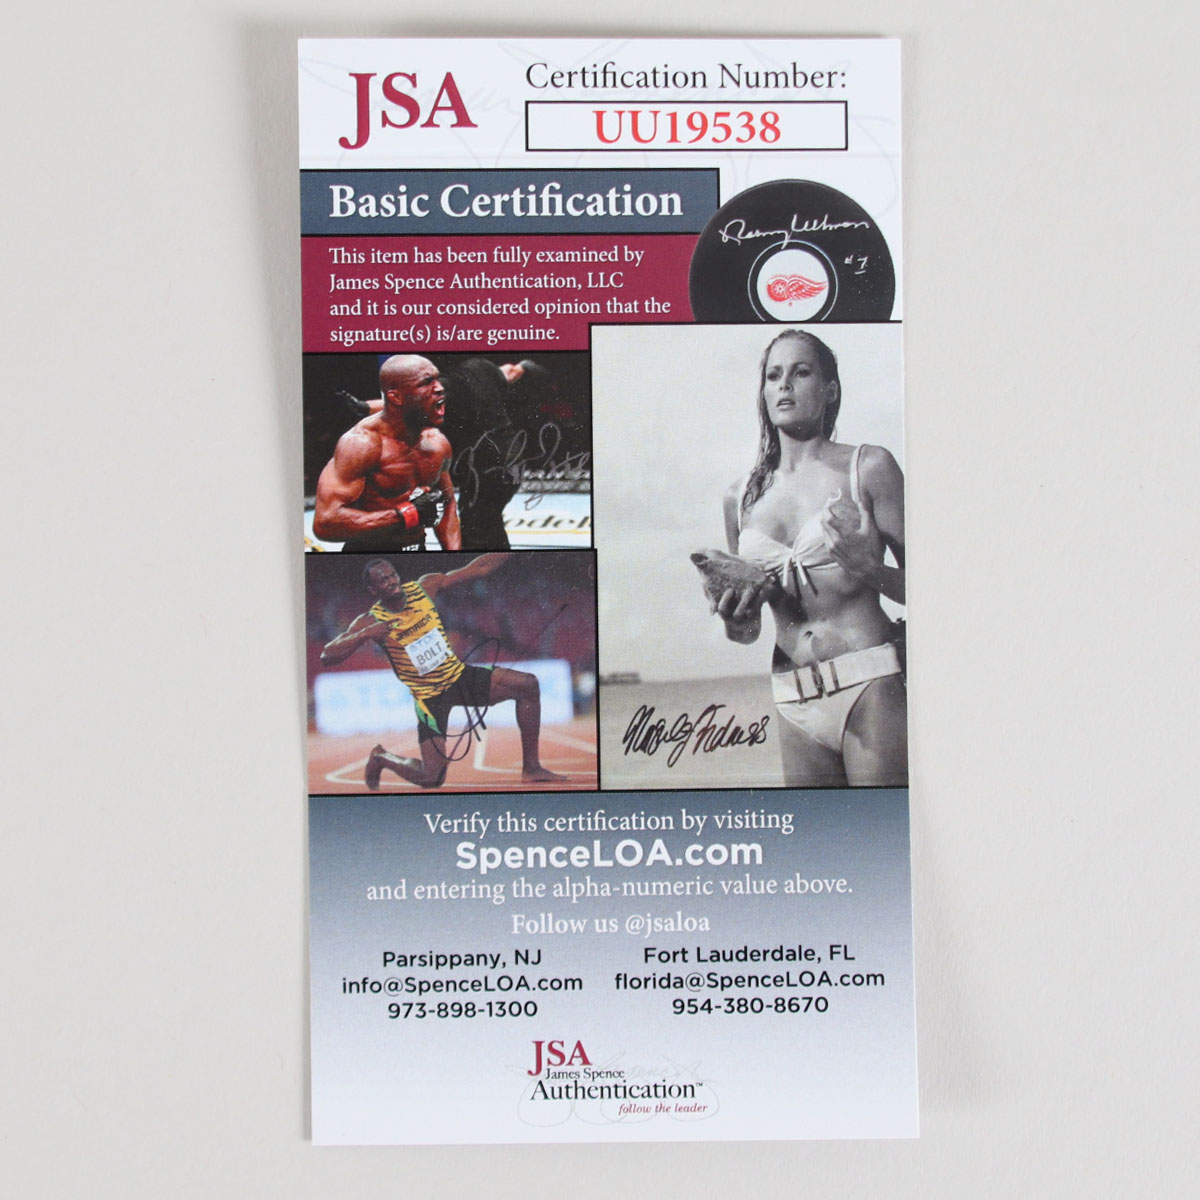 JSA
Certification Number:
UU19538
Basic Certification
This item has been fully examined by
James Spence Authentication, LLC
and it is our considered opinion that the
signature(s) is/are genuine.
#7
JAMAICA
BOLT
Verify this certification by visiting
SpenceLOA.com
and entering the alpha-numeric value above.
Follow us @jsaloa
Parsippany, NJ
info@SpenceLOA.com
973-898-1300
Fort Lauderdale, FL
florida@SpenceLOA.com
954-380-8670
JSA
James Spence
Authentication™
follow the leader